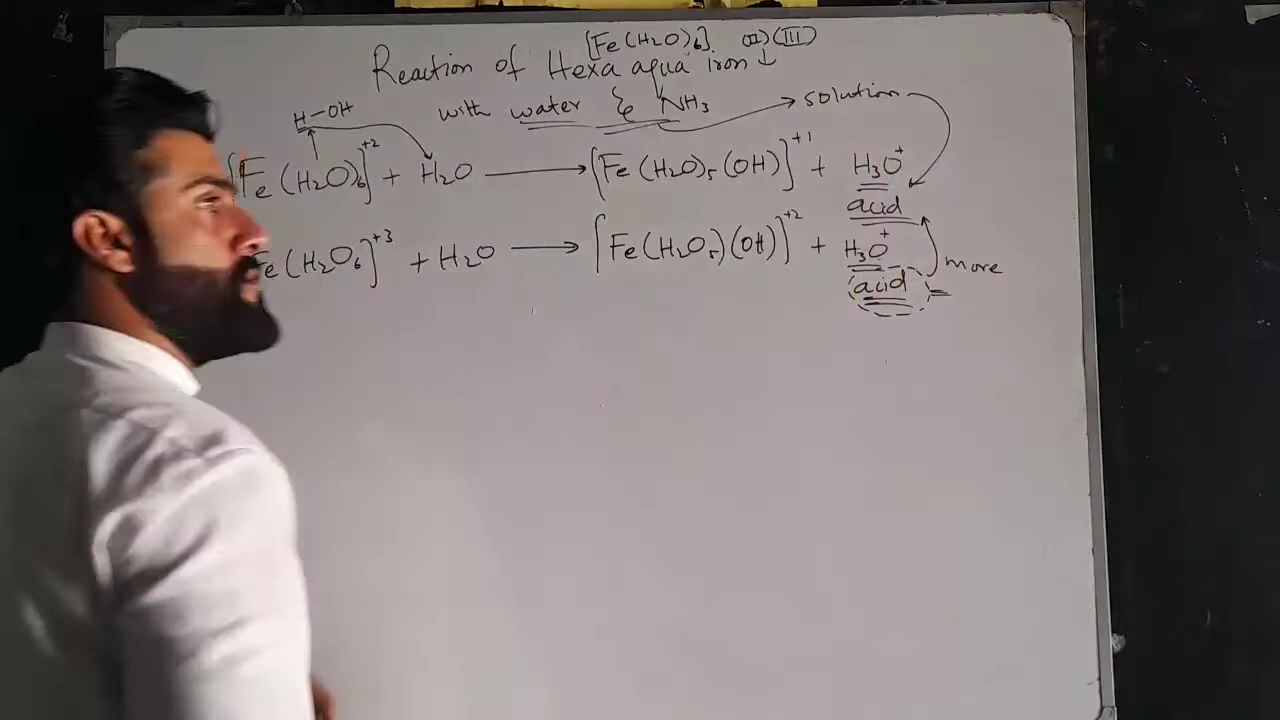 [Fe(H2O)6] (II)(III)
Reaction of Hexa aqua iron ↓
with water & NH3 → solution
H-OH
[Fe(H2O)6]+2 + H2O → [Fe(H2O)5(OH)]+1 + H3O+
acid
Fe(H2O6]+3 + H2O → [Fe(H2O5)(OH)]+2 + H3O+
more
acid